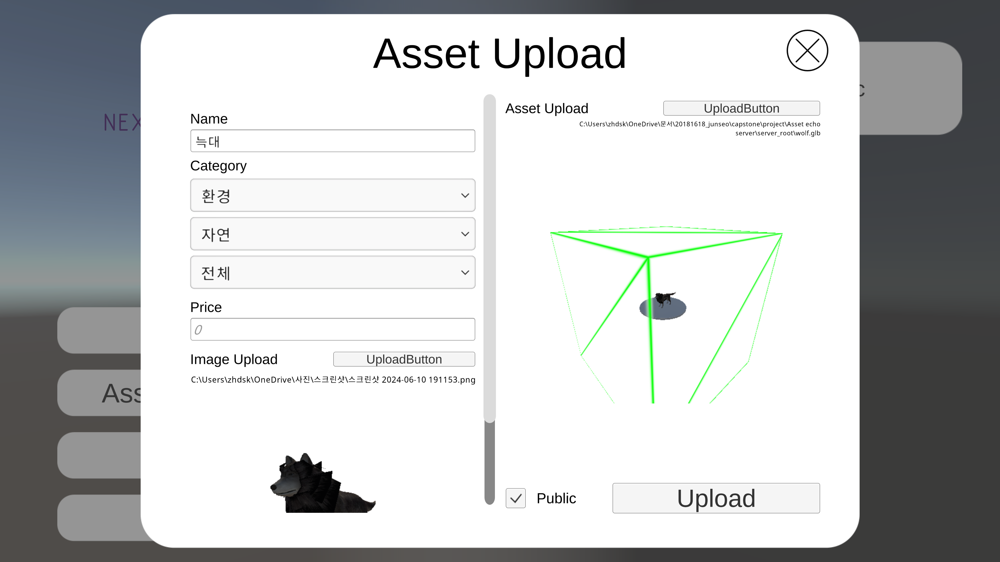 Asset Upload
Name
늑대
Category
환경
자연
전체
Price
0
Image Upload
UploadButton
C:\Users\zhdsk\OneDrive\사진\스크린샷\스크린샷 2024-06-10 191153.png
Asset Upload
UploadButton
C:\Users\zhdsk\OneDrive\문서\20181618_junseo\capstone\project\Asset echo
server\server_root\wolf.glb
Public
Upload
NEX
Ass
c